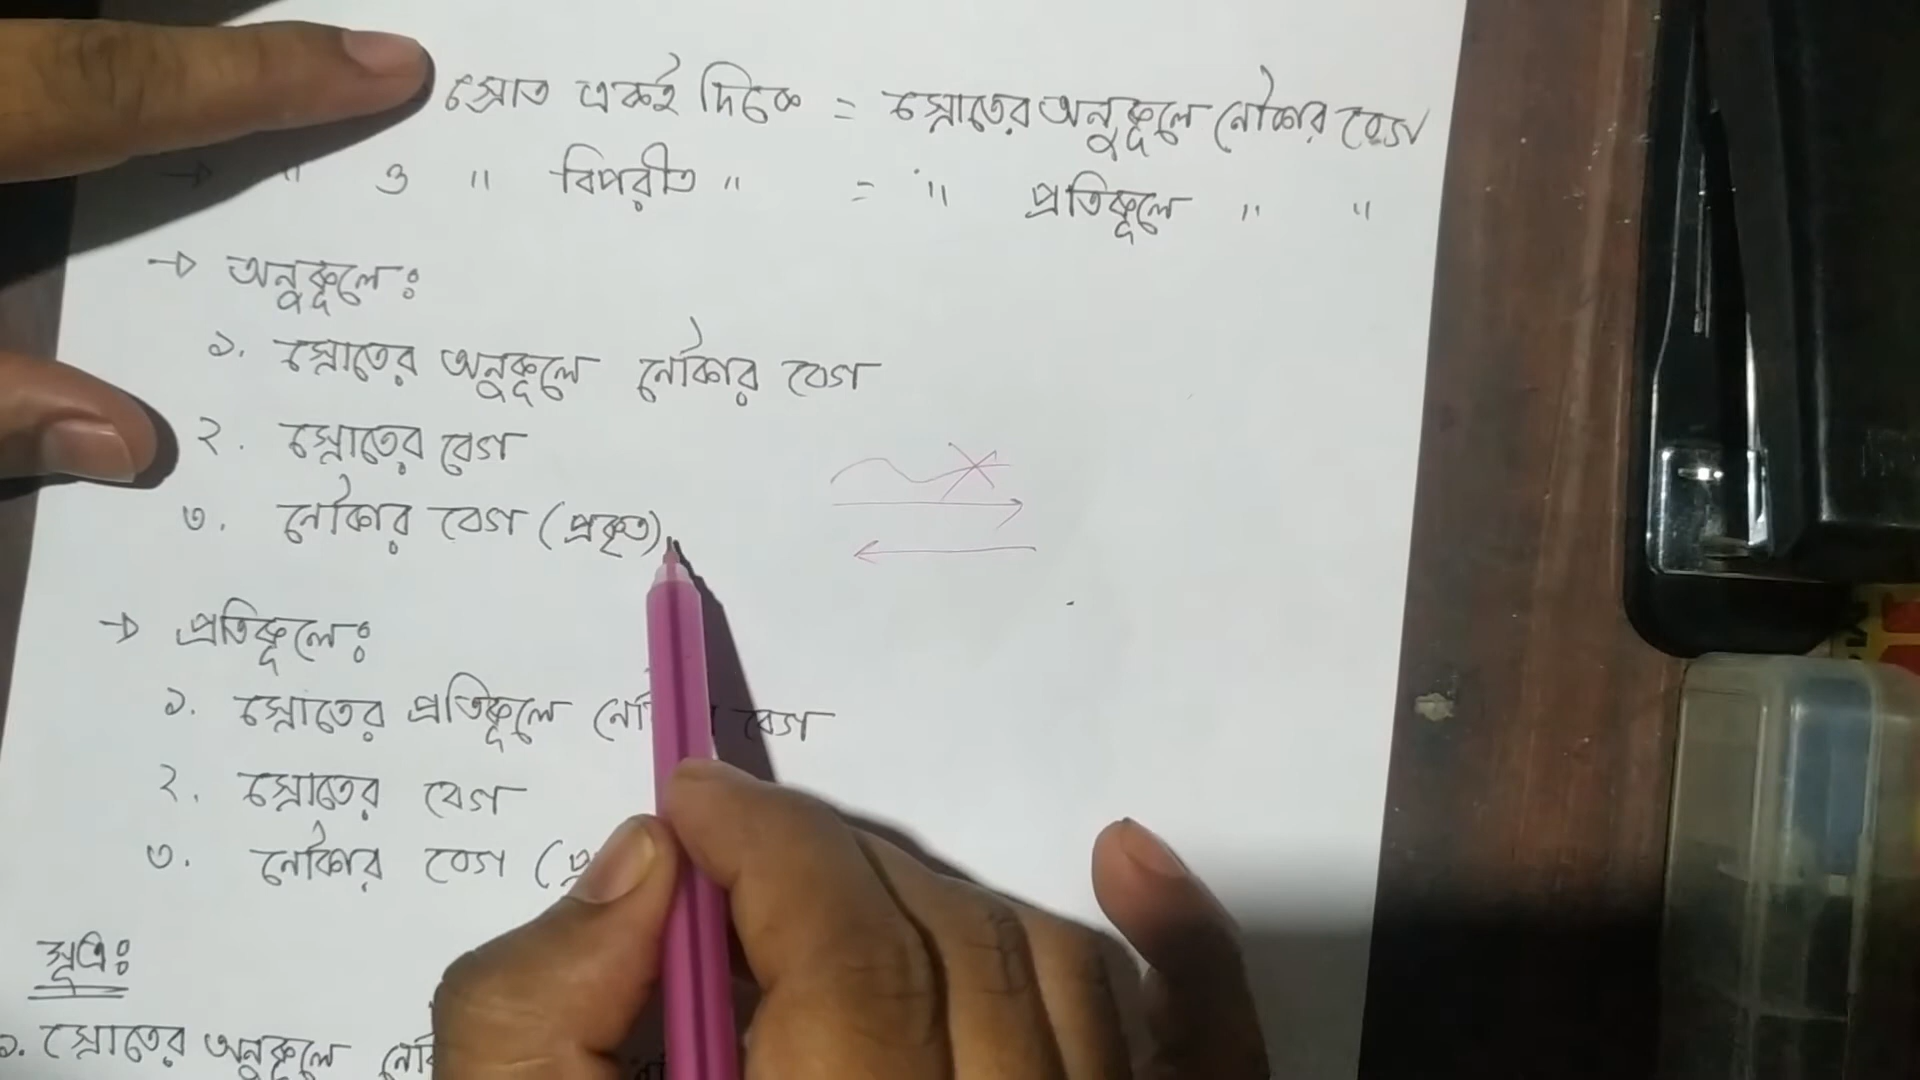 স্রোত একই দিকে = স্রোতের অনুকূলে নৌকার বেগ
→ " ও " বিপরীত " = " প্রতিকূলে " "
→ অনুকূলেঃ
১. স্রোতের অনুকূলে নৌকার বেগ
২. স্রোতের বেগ
৩. নৌকার বেগ (প্রকৃত)
→ প্রতিকূলেঃ
১. স্রোতের প্রতিকূলে বেগ
২. স্রোতের বেগ
৩. নৌকার বেগ
সূত্রঃ
১. স্রোতের অনুকূলে